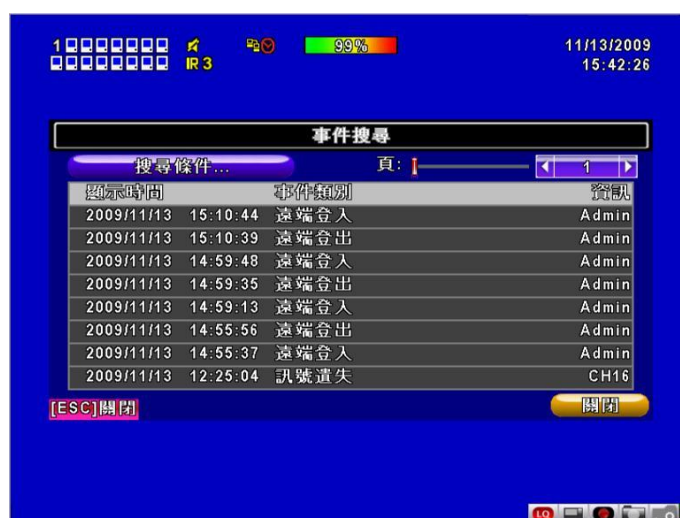 1 99% 11/13/2009
IR 3 15:42:26
事件搜尋
搜尋條件... 頁: 1
顯示時間 事件類別 資訊
2009/11/13 15:10:44 遠端登入 Admin
2009/11/13 15:10:39 遠端登出 Admin
2009/11/13 14:59:48 遠端登入 Admin
2009/11/13 14:59:35 遠端登出 Admin
2009/11/13 14:59:13 遠端登入 Admin
2009/11/13 14:55:56 遠端登出 Admin
2009/11/13 14:55:37 遠端登入 Admin
2009/11/13 12:25:04 訊號遺失 CH16
[ESC]關閉 關閉
LQ